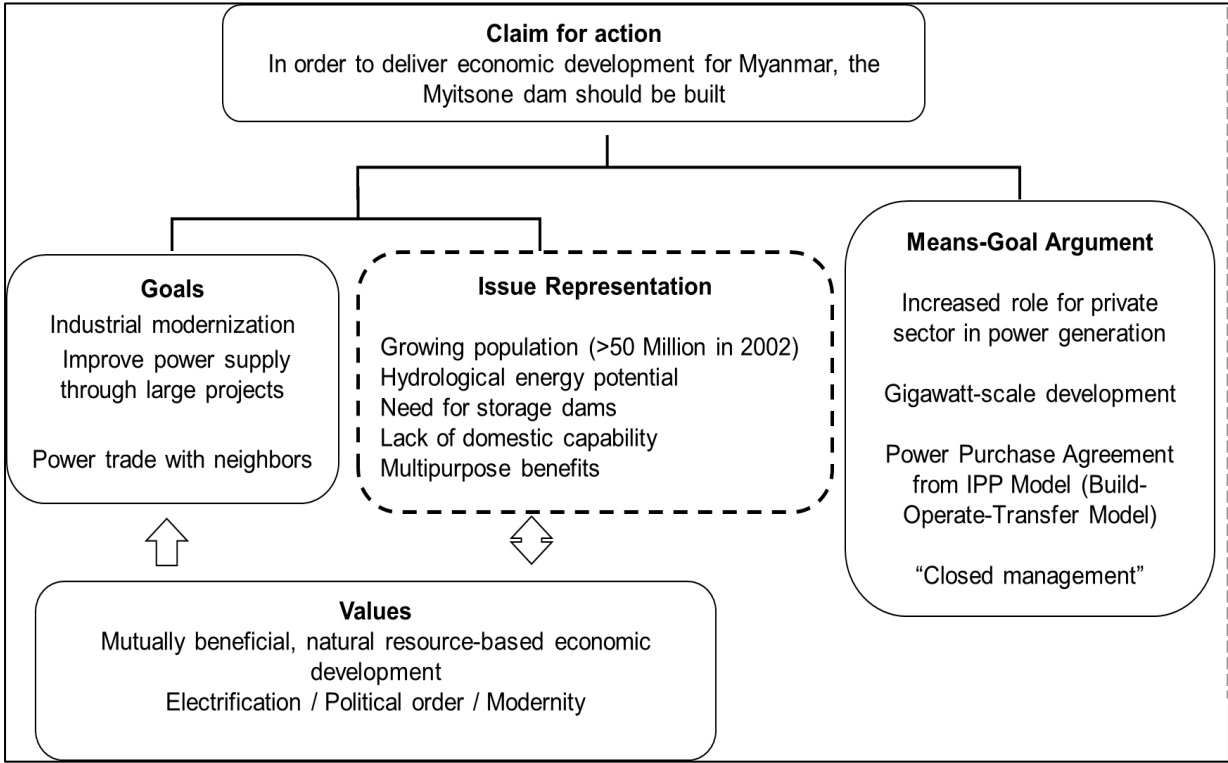 Claim for action
In order to deliver economic development for Myanmar, the
Myitsone dam should be built
Goals
Industrial modernization
Improve power supply
through large projects
Power trade with neighbors
Issue Representation
Growing population (>50 Million in 2002)
Hydrological energy potential
Need for storage dams
Lack of domestic capability
Multipurpose benefits
Means-Goal Argument
Increased role for private
sector in power generation
Gigawatt-scale development
Power Purchase Agreement
from IPP Model (Build-
Operate-Transfer Model)
“Closed management”
Values
Mutually beneficial, natural resource-based economic
development
Electrification / Political order / Modernity